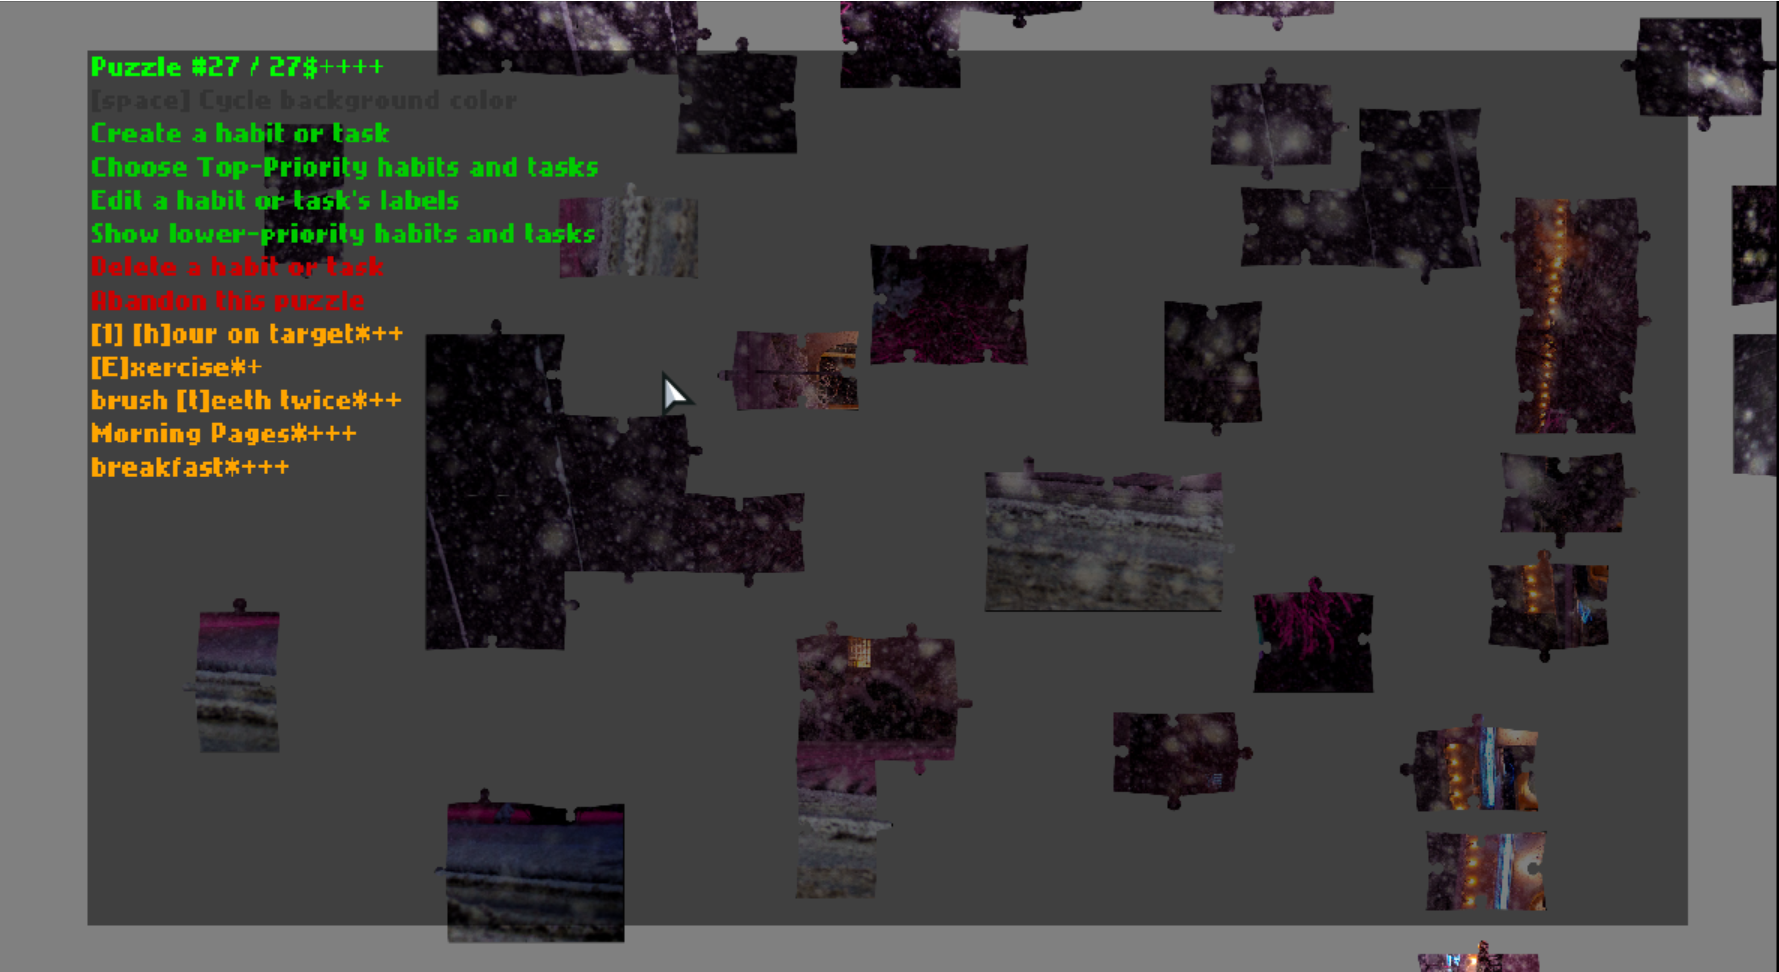 Puzzle #27 / 27$++++
[space] Cycle background color
Create a habit or task
Choose Top-Priority habits and tasks
Edit a habit or task's labels
Show lower-priority habits and tasks
Delete a habit or task
Abandon this puzzle
[1] [h]our on target*++
[E]xercise*+
brush [t]eeth twice*++
Morning Pages*+++
breakfast*+++